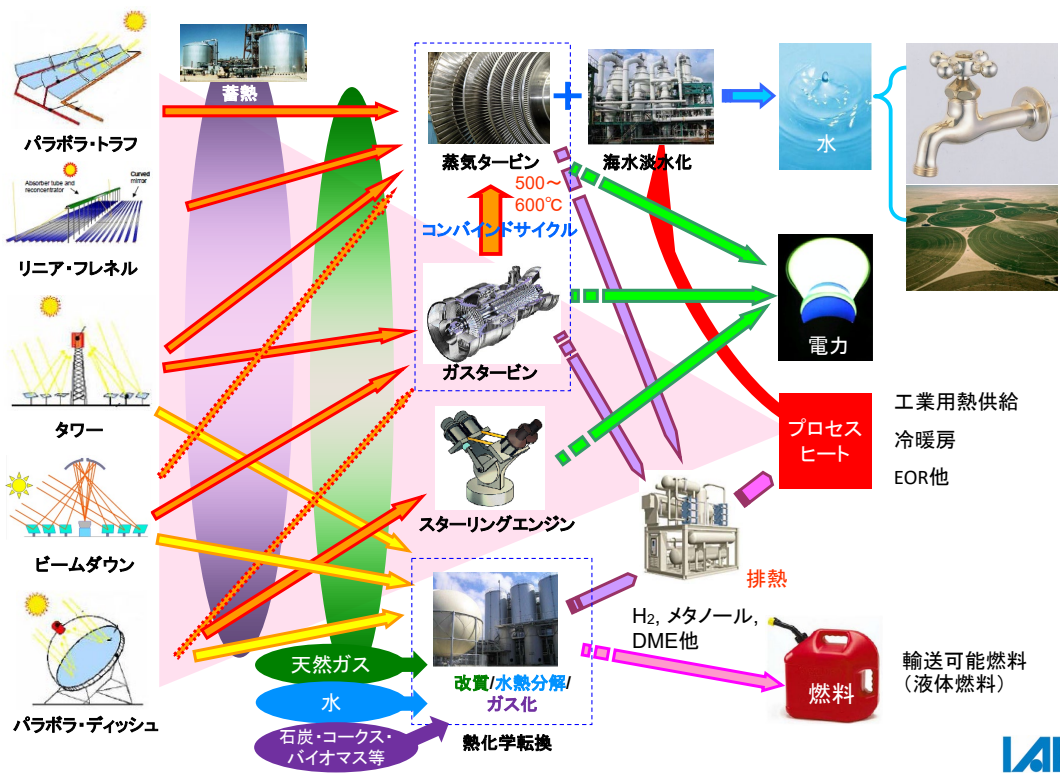 パラボラ・トラフ
Absorber tube and
reconcentrator
Curved
mirror
リニア・フレネル
タワー
ビームダウン
パラボラ・ディッシュ
蓄熱
天然ガス
水
石炭・コークス・
バイオマス等
蒸気タービン
海水淡水化
500～
600℃
コンバインドサイクル
ガスタービン
スターリングエンジン
改質/水熱分解/
ガス化
熱化学転換
水
電力
プロセス
ヒート
工業用熱供給
冷暖房
EOR他
排熱
H2, メタノール,
DME他
燃料
輸送可能燃料
（液体燃料）
IAE